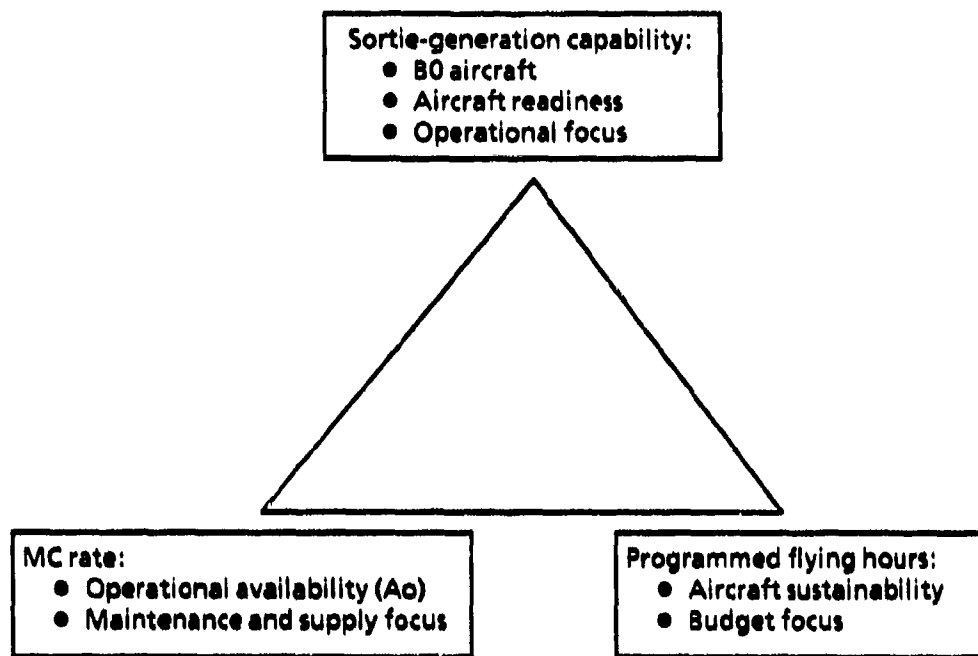 Sortie-generation capability:
● B0 aircraft
● Aircraft readiness
● Operational focus
MC rate:
● Operational availability (Ao)
● Maintenance and supply focus
Programmed flying hours:
● Aircraft sustainability
● Budget focus